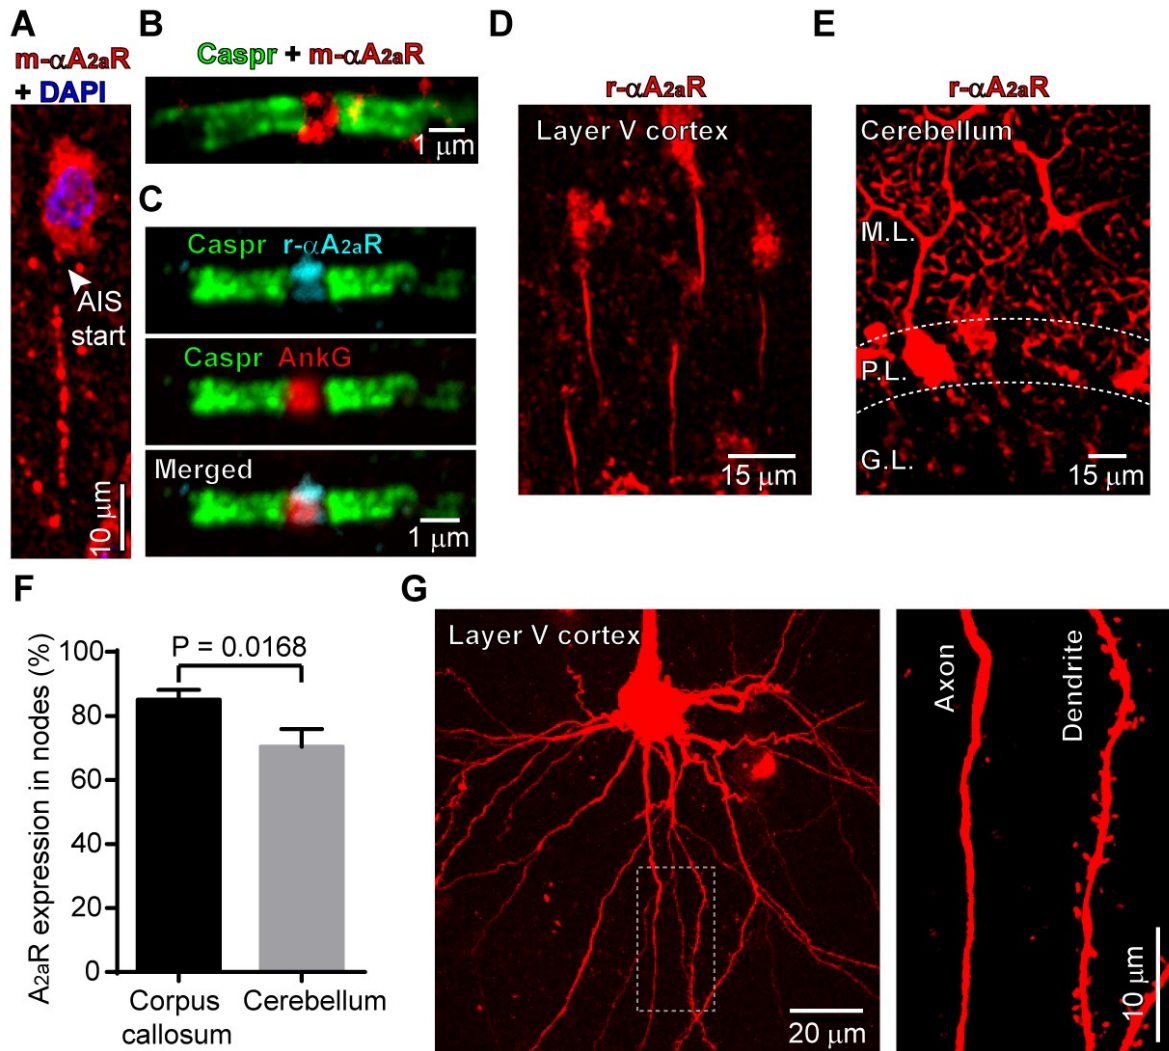 A
m-αA2aR
+ DAPI
AIS
start
10 μm
B
Caspr + m-αA2aR
1 μm
C
Caspr r-αA2aR
Caspr AnkG
Merged
1 μm
D
r-αA2aR
Layer V cortex
15 μm
E
r-αA2aR
Cerebellum
M.L.
P.L.
G.L.
15 μm
F
A2aR expression in nodes (%)
100
80
60
40
20
0
P = 0.0168
Corpus
callosum
Cerebellum
G
Layer V cortex
20 μm
Axon
Dendrite
10 μm